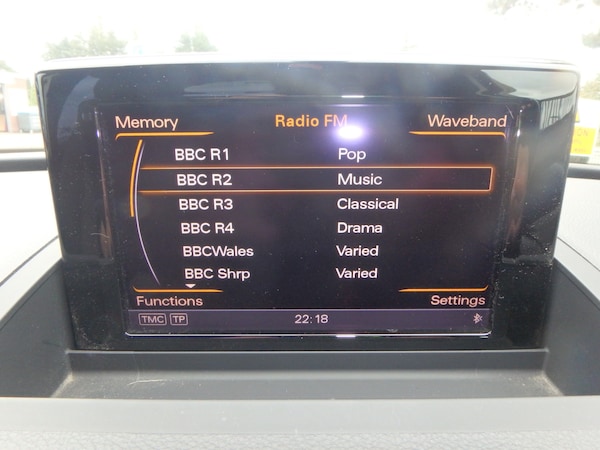 Memory Radio FM Waveband
BBC R1 Pop
BBC R2 Music
BBC R3 Classical
BBC R4 Drama
BBCWales Varied
BBC Shrp Varied
Functions Settings
TMC TP 22:18